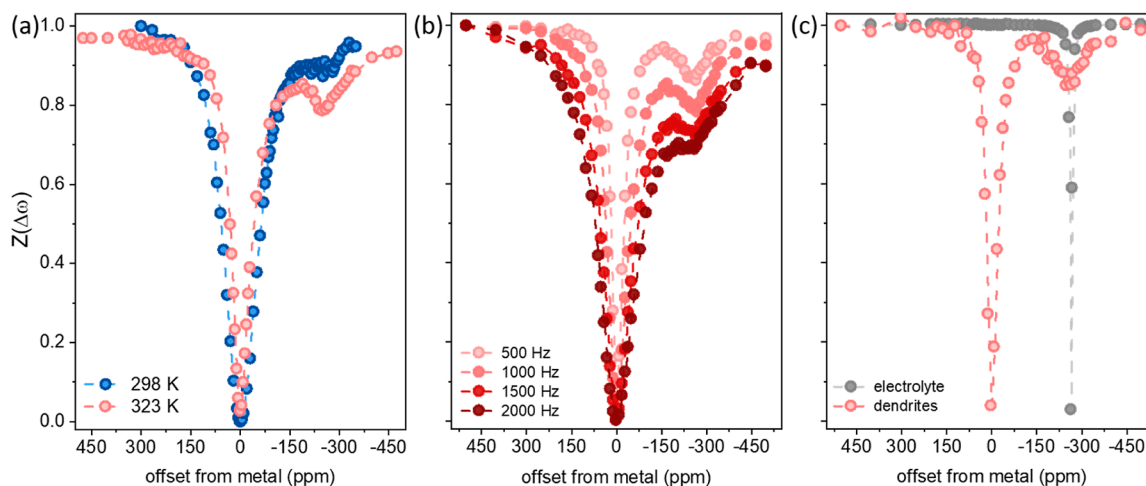 (a)
(b)
(c)
Z(Δω)
1.0
0.8
0.6
0.4
0.2
0.0
298 K
323 K
500 Hz
1000 Hz
1500 Hz
2000 Hz
electrolyte
dendrites
450 300 150 0 -150 -300 -450
450 300 150 0 -150 -300 -450
450 300 150 0 -150 -300 -450
offset from metal (ppm)
offset from metal (ppm)
offset from metal (ppm)